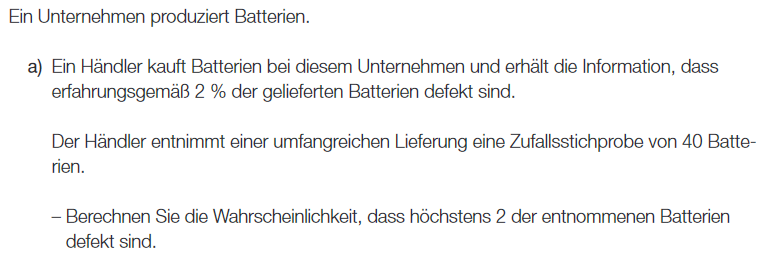 Ein Unternehmen produziert Batterien.
a) Ein Händler kauft Batterien bei diesem Unternehmen und erhält die Information, dass
erfahrungsgemäß 2 % der gelieferten Batterien defekt sind.
Der Händler entnimmt einer umfangreichen Lieferung eine Zufallsstichprobe von 40 Batte-
rien.
– Berechnen Sie die Wahrscheinlichkeit, dass höchstens 2 der entnommenen Batterien
defekt sind.